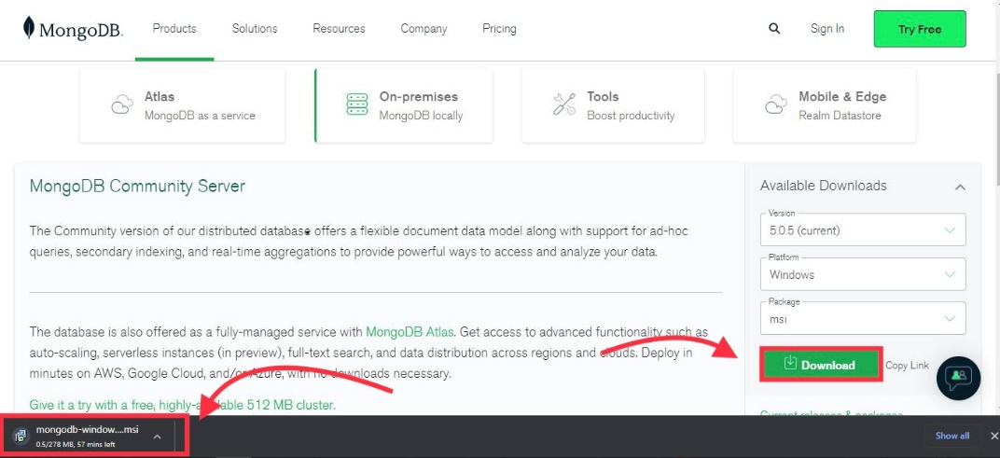 MongoDB.
Products
Solutions
Resources
Company
Pricing
Sign In
Try Free
Atlas
MongoDB as a service
On-premises
MongoDB locally
Tools
Boost productivity
Mobile & Edge
Realm Datastore
MongoDB Community Server
The Community version of our distributed database offers a flexible document data model along with support for ad-hoc
queries, secondary indexing, and real-time aggregations to provide powerful ways to access and analyze your data.
The database is also offered as a fully-managed service with MongoDB Atlas. Get access to advanced functionality such as
auto-scaling, serverless instances (in preview), full-text search, and data distribution across regions and clouds. Deploy in
minutes on AWS, Google Cloud, and/or Azure, with no downloads necessary.
Give it a try with a free, highly-available 512 MB cluster.
Available Downloads
Version
5.0.5 (current)
Platform
Windows
Package
msi
Download
Copy Link
Current releases & packages
mongodb-window....msi
0.5/278 MB, 57 mins left
Show all